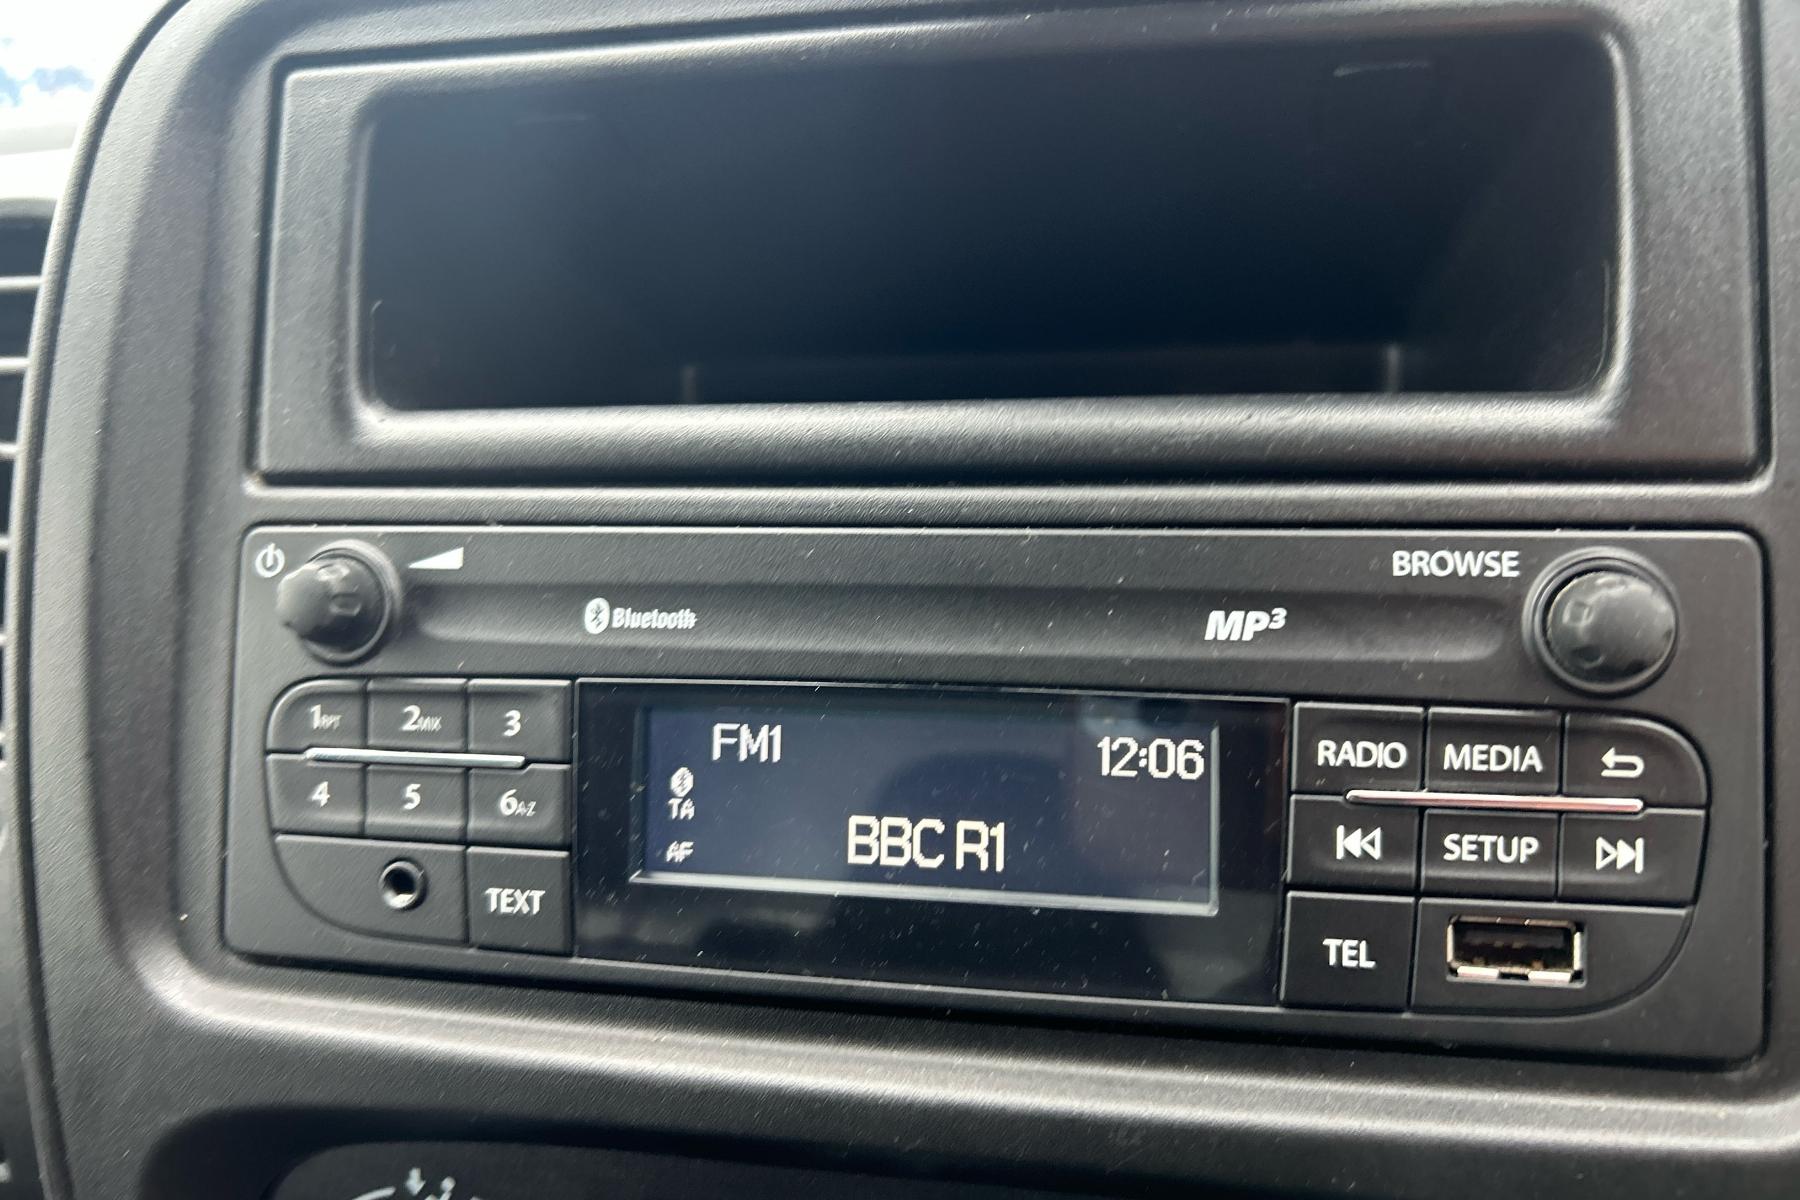 BROWSE
Bluetooth
MP3
1RPT
2MIX
3
FM1
12:06
RADIO
MEDIA
4
5
6A-Z
TA
AF
BBC R1
SETUP
TEXT
TEL